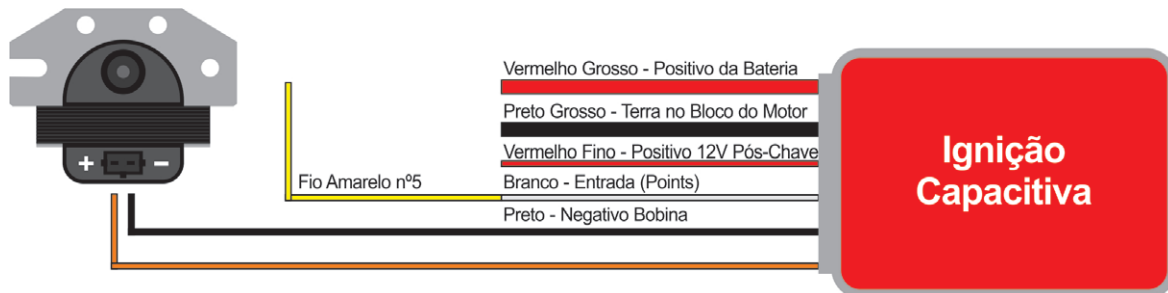 Vermelho Grosso - Positivo da Bateria
Preto Grosso - Terra no Bloco do Motor
Vermelho Fino - Positivo 12V Pós-Chave
Fio Amarelo nº5
Branco - Entrada (Points)
Preto - Negativo Bobina
+ -
Ignição
Capacitiva